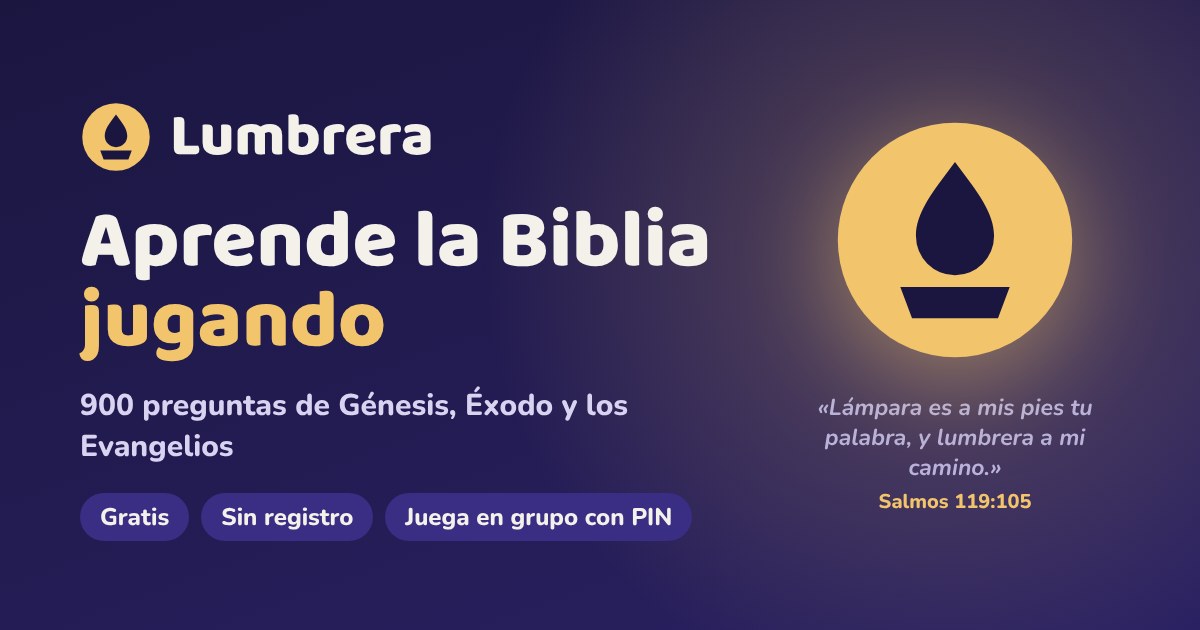 Lumbrera
Aprende la Biblia
jugando
900 preguntas de Génesis, Éxodo y los
Evangelios
Gratis
Sin registro
Juega en grupo con PIN
«Lámpara es a mis pies tu
palabra, y lumbrera a mi
camino.»
Salmos 119:105